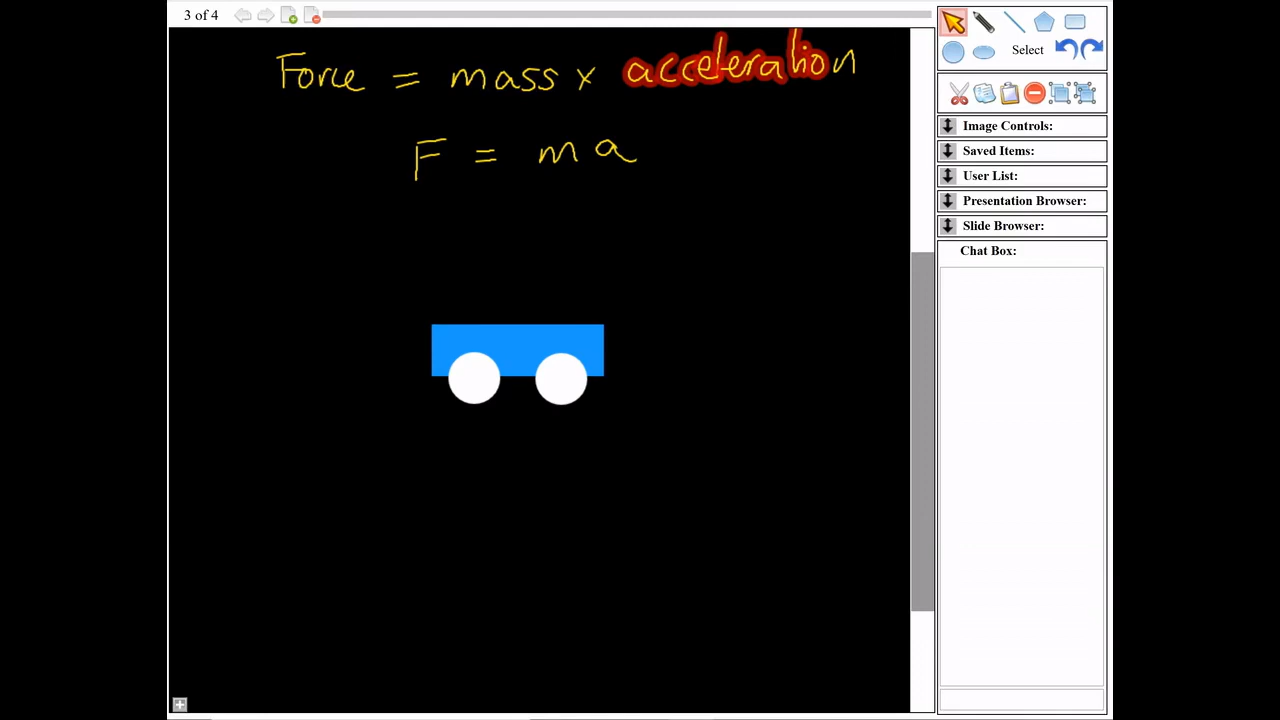 3 of 4
Force = mass x acceleration
F = ma
Select
Image Controls:
Saved Items:
User List:
Presentation Browser:
Slide Browser:
Chat Box: